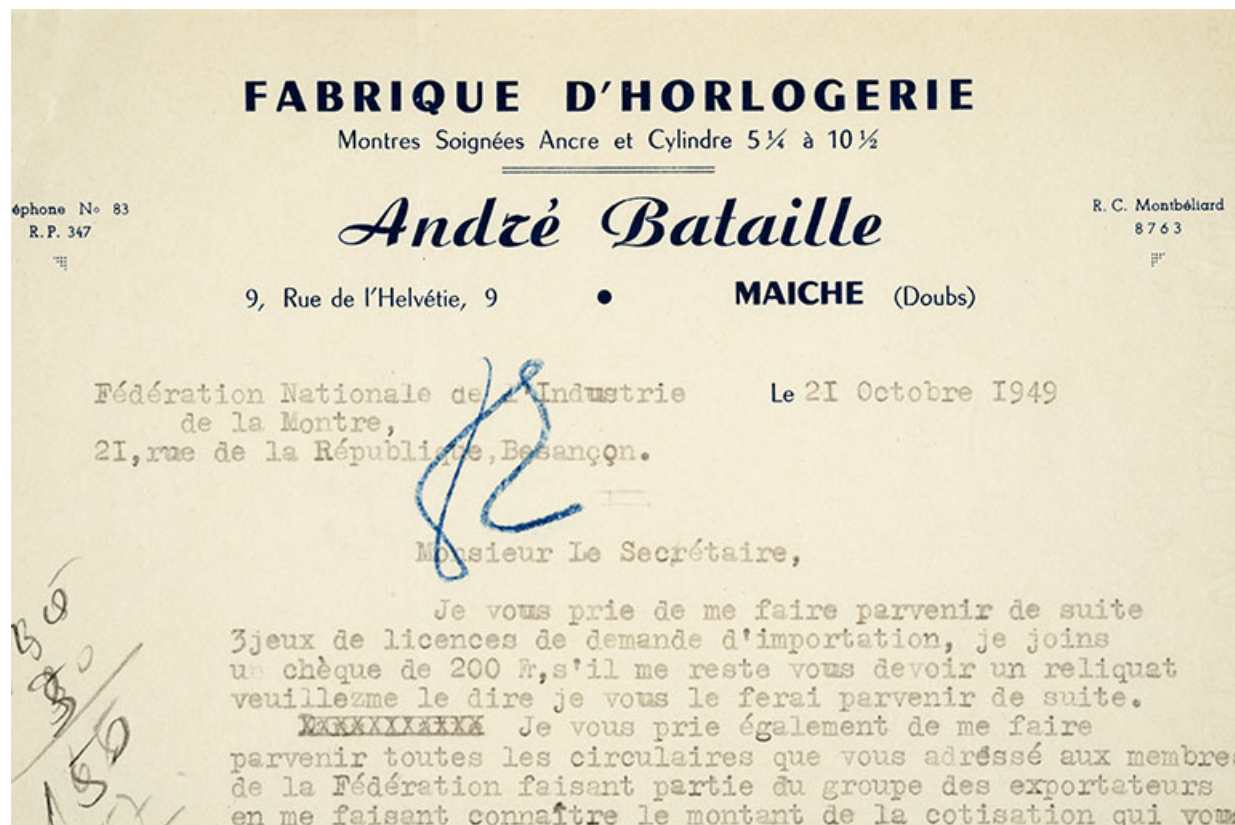 FABRIQUE D'HORLOGERIE
Montres Soignées Ancre et Cylindre 5 ¼ à 10 ½
éphone No 83
R.P. 347
André Bataille
R. C. Montbéliard
8763
9, Rue de l'Helvétie, 9 • MAICHE (Doubs)
Fédération Nationale de l'Industrie
de la Montre,
2I,rue de la République,Besançon.
Le 2I Octobre I949
Monsieur Le Secrétaire,
Je vous prie de me faire parvenir de suite
3jeux de licences de demande d'importation, je joins
un chèque de 200 Fr,s'il me reste vous devoir un reliquat
veuillezme le dire je vous le ferai parvenir de suite.
Je vous prie également de me faire
parvenir toutes les circulaires que vous adréssé aux membres
de la Fédération faisant partie du groupe des exportateurs
en me faisant connaître le montant de la cotisation qui vous